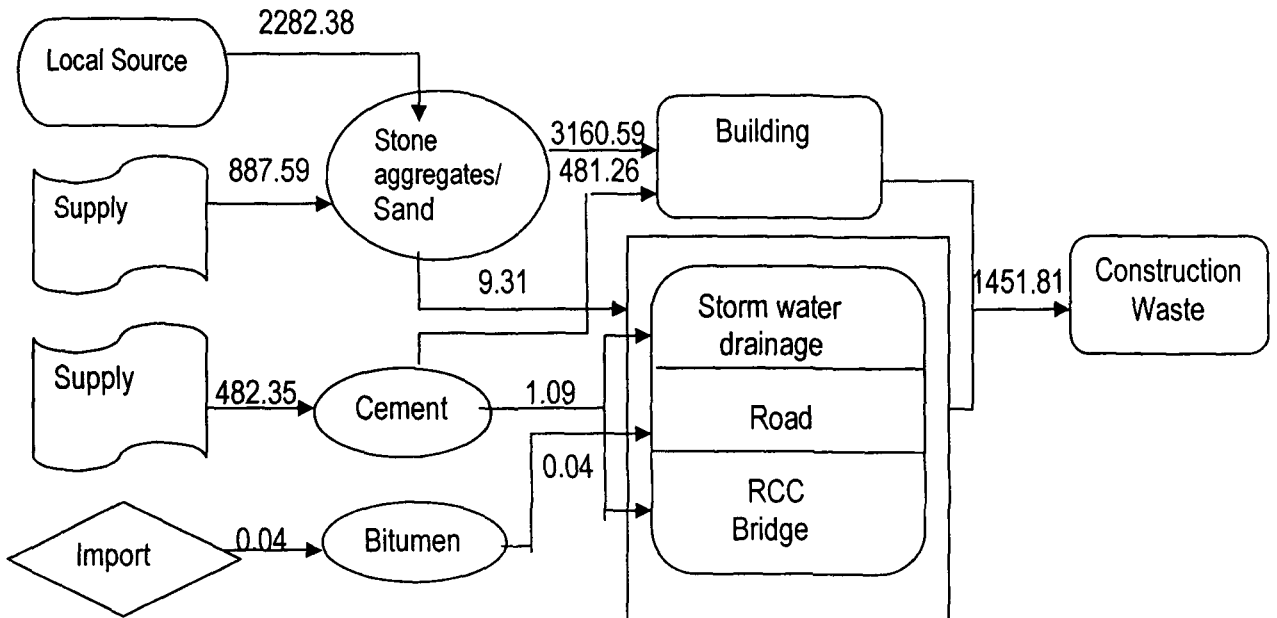 2282.38
Local Source
Stone
aggregates/
Sand
3160.59
481.26
Building
887.59
Supply
9.31
1451.81
Construction
Waste
Storm water
drainage
Supply
482.35
Cement
1.09
Road
0.04
RCC
Bridge
Import
0.04
Bitumen